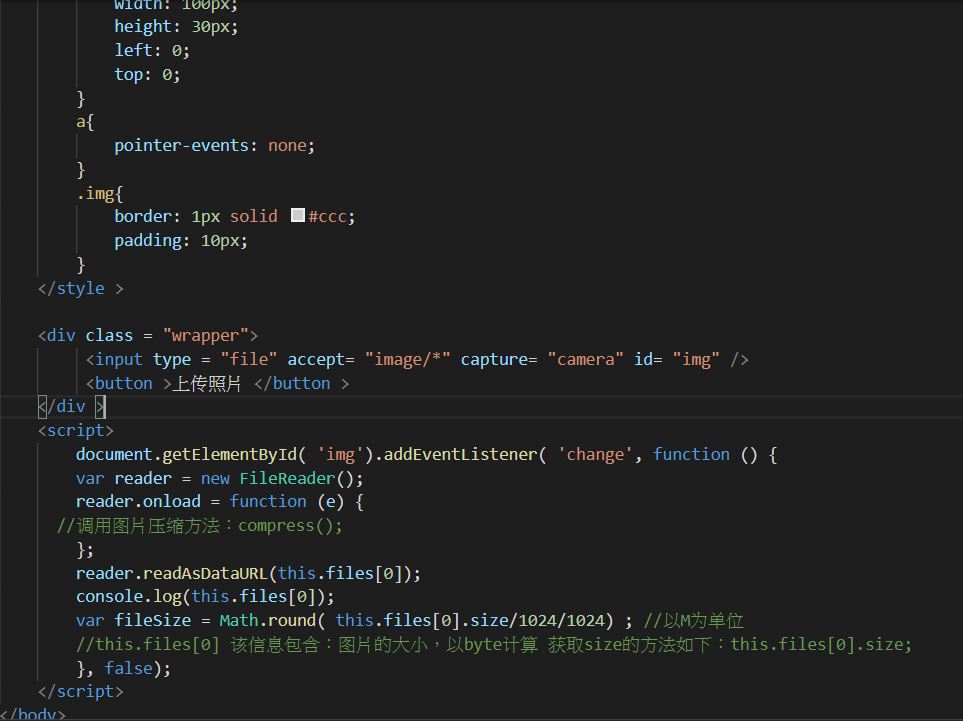 width: 100px;
height: 30px;
left: 0;
top: 0;
}
a{
pointer-events: none;
}
.img{
border: 1px solid #ccc;
padding: 10px;
}
</style >
<div class = "wrapper">
<input type = "file" accept= "image/*" capture= "camera" id= "img" />
<button >上传照片 </button >
</div >
<script>
document.getElementById( 'img').addEventListener( 'change', function () {
var reader = new FileReader();
reader.onload = function (e) {
//调用图片压缩方法：compress();
};
reader.readAsDataURL(this.files[0]);
console.log(this.files[0]);
var fileSize = Math.round( this.files[0].size/1024/1024) ; //以M为单位
//this.files[0] 该信息包含：图片的大小，以byte计算 获取size的方法如下：this.files[0].size;
}, false);
</script>
</body>